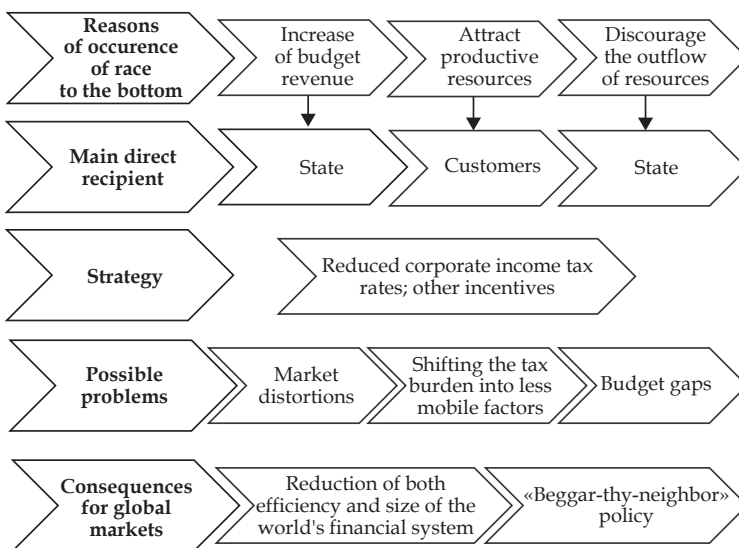 Reasons
of occurence
of race
to the bottom
Increase
of budget
revenue
Attract
productive
resources
Discourage
the outflow
of resources
Main direct
recipient
State
Customers
State
Strategy
Reduced corporate income tax
rates; other incentives
Possible
problems
Market
distortions
Shifting the tax
burden into less
mobile factors
Budget gaps
Consequences
for global
markets
Reduction of both
efficiency and size of the
world's financial system
«Beggar-thy-neighbor»
policy